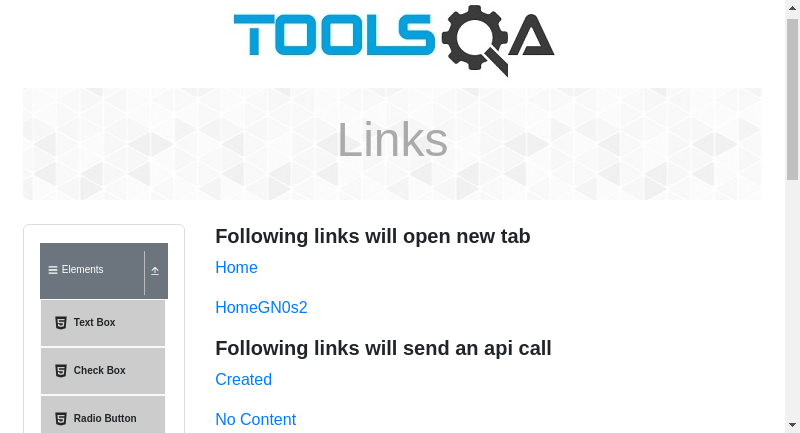 TOOLSQA
Links
Elements
Text Box
Check Box
Radio Button
Following links will open new tab
Home
HomeGN0s2
Following links will send an api call
Created
No Content